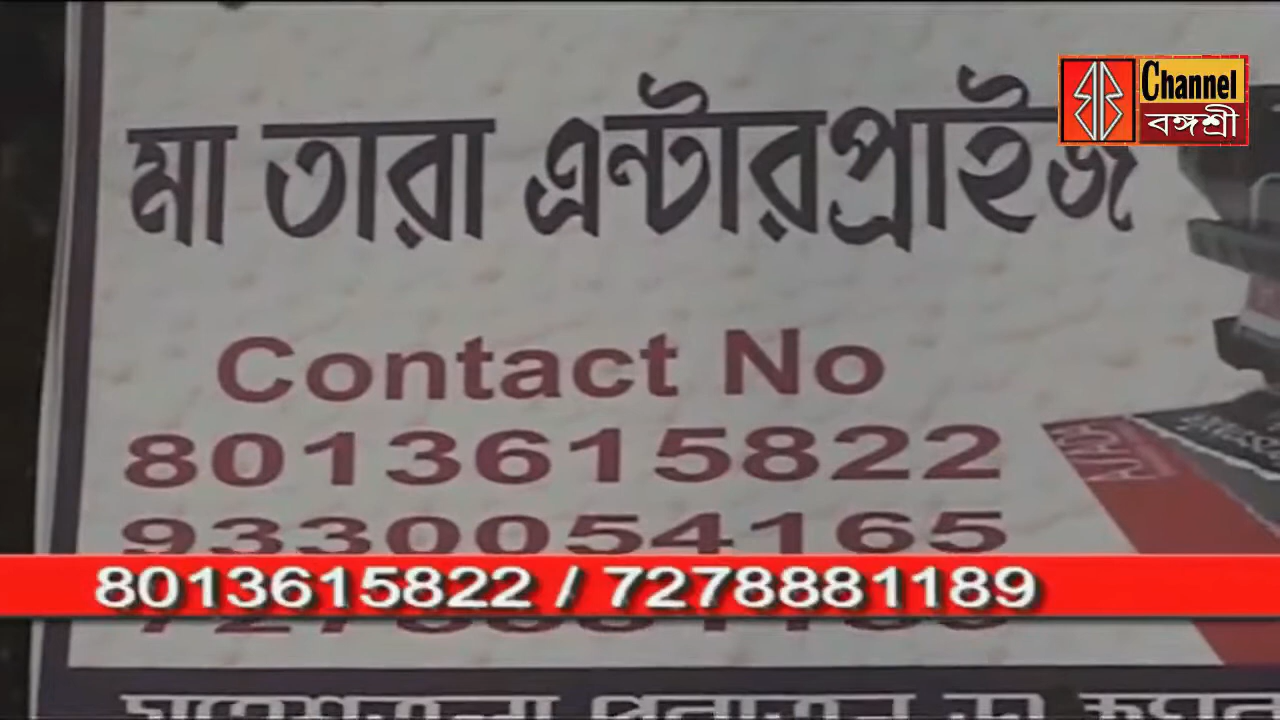 Channel
বঙ্গশ্রী
মা তারা এন্টারপ্রাইজ
Contact No
8013615822
9330054165
8013615822 / 7278881189